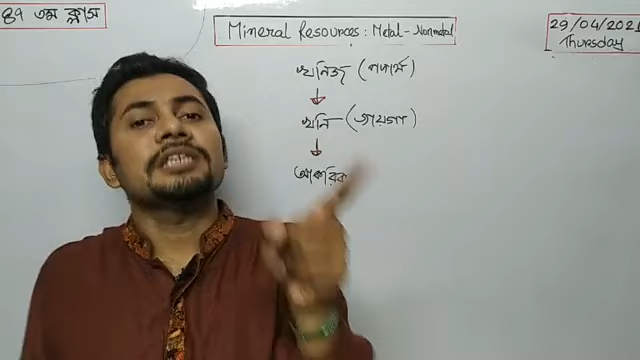 ৪৭ তম ক্লাস
Mineral Resources: Metal-Nonmetal
29/04/2021
Thursday
খনিজ (পদার্থ)
খনি (জায়গা)
আকরিক